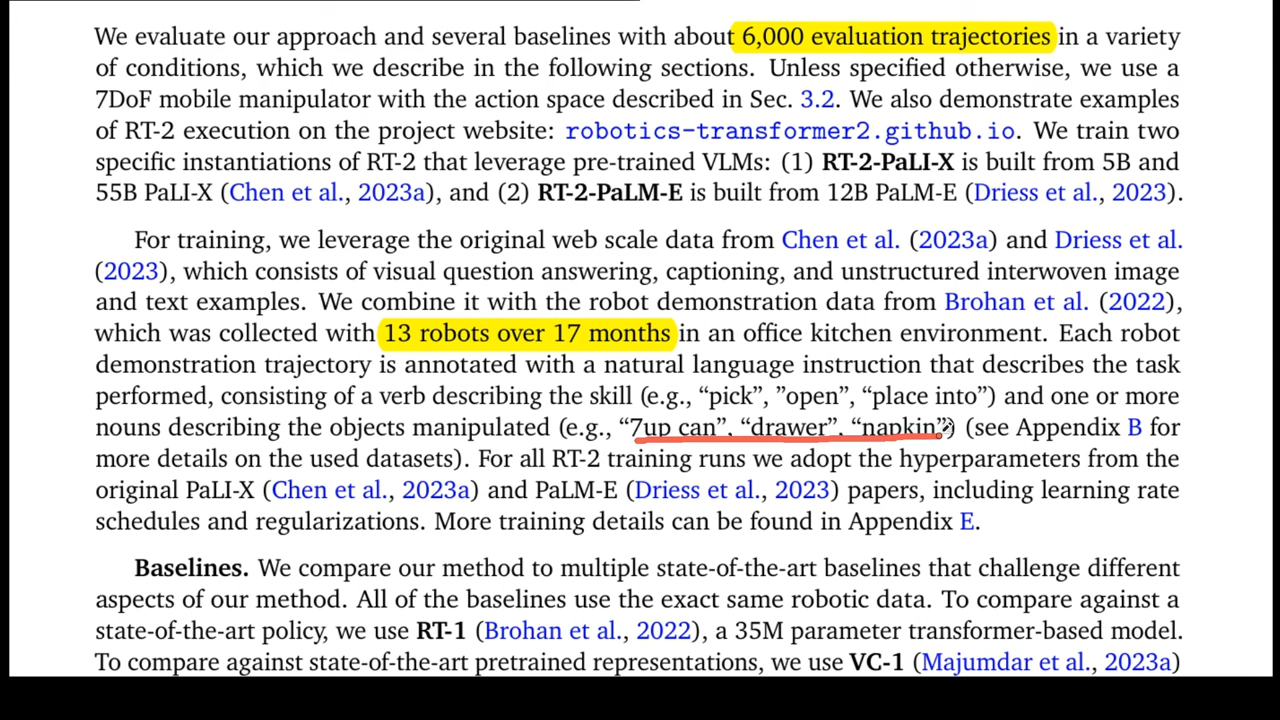 We evaluate our approach and several baselines with about 6,000 evaluation trajectories in a variety
of conditions, which we describe in the following sections. Unless specified otherwise, we use a
7DoF mobile manipulator with the action space described in Sec. 3.2. We also demonstrate examples
of RT-2 execution on the project website: robotics-transformer2.github.io. We train two
specific instantiations of RT-2 that leverage pre-trained VLMs: (1) RT-2-PaLI-X is built from 5B and
55B PaLI-X (Chen et al., 2023a), and (2) RT-2-PaLM-E is built from 12B PaLM-E (Driess et al., 2023).
For training, we leverage the original web scale data from Chen et al. (2023a) and Driess et al.
(2023), which consists of visual question answering, captioning, and unstructured interwoven image
and text examples. We combine it with the robot demonstration data from Brohan et al. (2022),
which was collected with 13 robots over 17 months in an office kitchen environment. Each robot
demonstration trajectory is annotated with a natural language instruction that describes the task
performed, consisting of a verb describing the skill (e.g., “pick”, ”open”, “place into”) and one or more
nouns describing the objects manipulated (e.g., “7up can”, “drawer”, “napkin”) (see Appendix B for
more details on the used datasets). For all RT-2 training runs we adopt the hyperparameters from the
original PaLI-X (Chen et al., 2023a) and PaLM-E (Driess et al., 2023) papers, including learning rate
schedules and regularizations. More training details can be found in Appendix E.
Baselines. We compare our method to multiple state-of-the-art baselines that challenge different
aspects of our method. All of the baselines use the exact same robotic data. To compare against a
state-of-the-art policy, we use RT-1 (Brohan et al., 2022), a 35M parameter transformer-based model.
To compare against state-of-the-art pretrained representations, we use VC-1 (Majumdar et al., 2023a)